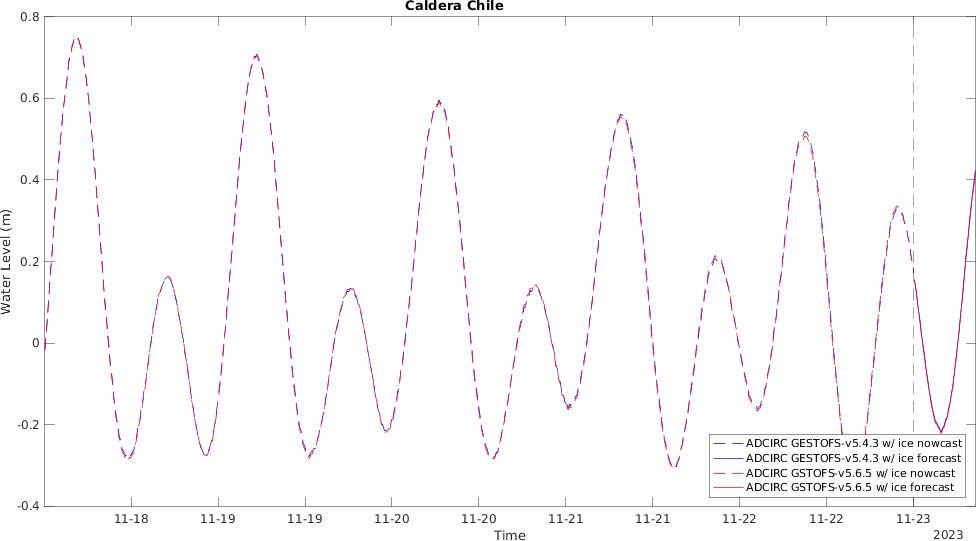 Caldera Chile
0.8
0.6
0.4
0.2
0
-0.2
-0.4
Water Level (m)
ADCIRC GESTOFS-v5.4.3 w/ ice nowcast
ADCIRC GESTOFS-v5.4.3 w/ ice forecast
ADCIRC GSTOFS-v5.6.5 w/ ice nowcast
ADCIRC GSTOFS-v5.6.5 w/ ice forecast
11-18 11-19 11-19 11-20 11-20 11-21 11-21 11-22 11-22 11-23
Time
2023